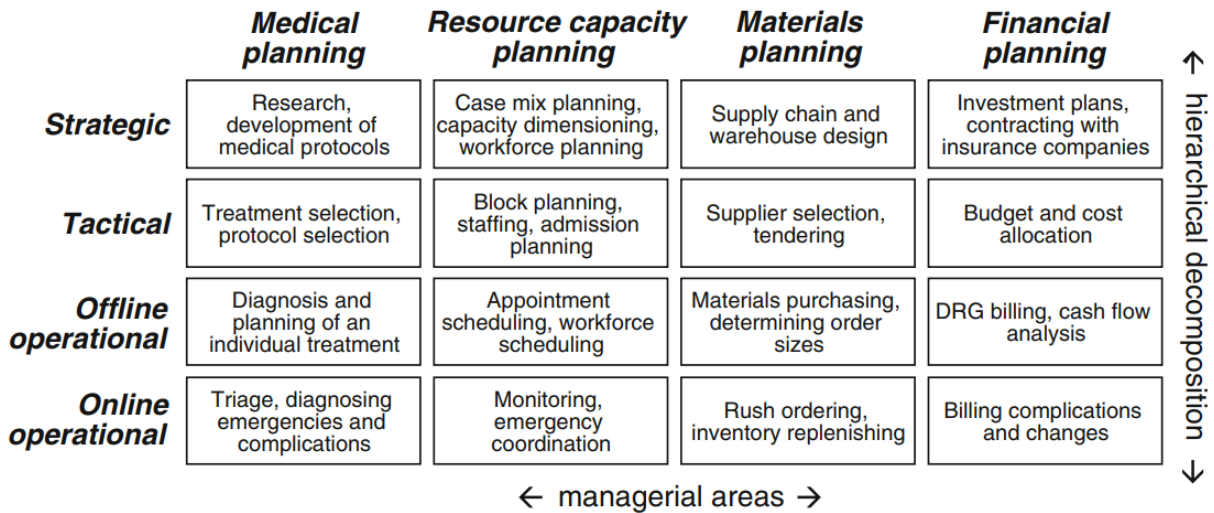 Medical
planning
Resource capacity
planning
Materials
planning
Financial
planning
Strategic
Research,
development of
medical protocols
Case mix planning,
capacity dimensioning,
workforce planning
Supply chain and
warehouse design
Investment plans,
contracting with
insurance companies
Tactical
Treatment selection,
protocol selection
Block planning,
staffing, admission
planning
Supplier selection,
tendering
Budget and cost
allocation
Offline
operational
Diagnosis and
planning of an
individual treatment
Appointment
scheduling, workforce
scheduling
Materials purchasing,
determining order
sizes
DRG billing, cash flow
analysis
Online
operational
Triage, diagnosing
emergencies and
complications
Monitoring,
emergency
coordination
Rush ordering,
inventory replenishing
Billing complications
and changes
← hierarchical decomposition →
← managerial areas →